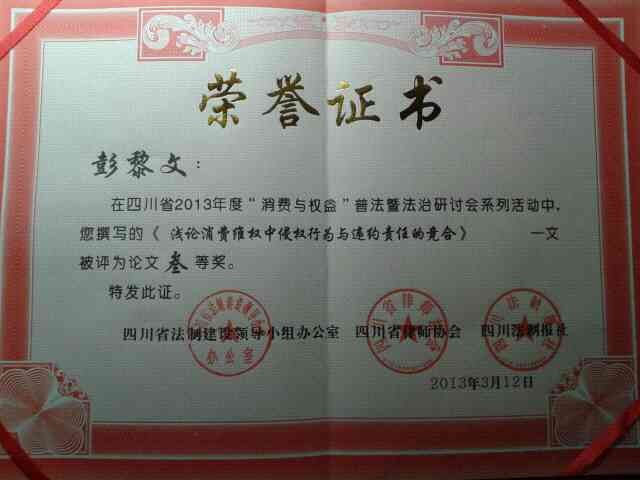 荣誉证书
彭黎文：
在四川省2013年度“消费与权益”普法暨法治研讨会系列活动中，
您撰写的《浅论消费维权中侵权行为与违约责任的竞合》一文
被评为论文叁等奖。
特发此证。
四川省法制建设领导小组办公室 四川省律师协会 四川法制报社
2013年3月12日